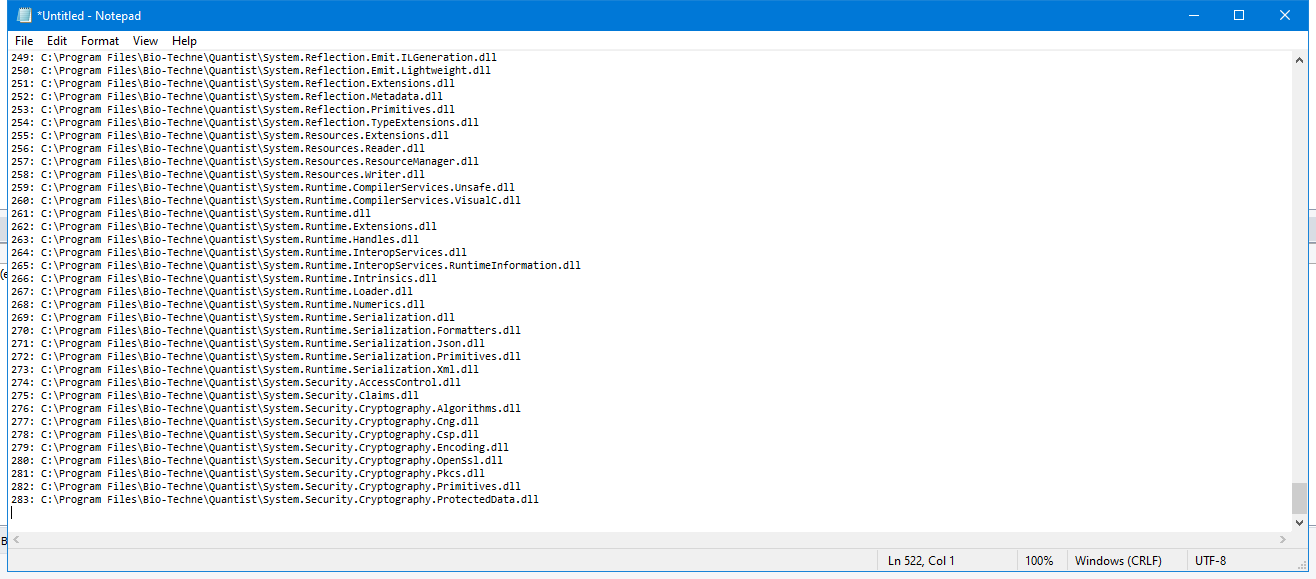 *Untitled - Notepad
File Edit Format View Help
249: C:\Program Files\Bio-Techne\Quantist\System.Reflection.Emit.ILGeneration.dll
250: C:\Program Files\Bio-Techne\Quantist\System.Reflection.Emit.Lightweight.dll
251: C:\Program Files\Bio-Techne\Quantist\System.Reflection.Extensions.dll
252: C:\Program Files\Bio-Techne\Quantist\System.Reflection.Metadata.dll
253: C:\Program Files\Bio-Techne\Quantist\System.Reflection.Primitives.dll
254: C:\Program Files\Bio-Techne\Quantist\System.Reflection.TypeExtensions.dll
255: C:\Program Files\Bio-Techne\Quantist\System.Resources.Extensions.dll
256: C:\Program Files\Bio-Techne\Quantist\System.Resources.Reader.dll
257: C:\Program Files\Bio-Techne\Quantist\System.Resources.ResourceManager.dll
258: C:\Program Files\Bio-Techne\Quantist\System.Resources.Writer.dll
259: C:\Program Files\Bio-Techne\Quantist\System.Runtime.CompilerServices.Unsafe.dll
260: C:\Program Files\Bio-Techne\Quantist\System.Runtime.CompilerServices.VisualC.dll
261: C:\Program Files\Bio-Techne\Quantist\System.Runtime.dll
262: C:\Program Files\Bio-Techne\Quantist\System.Runtime.Extensions.dll
263: C:\Program Files\Bio-Techne\Quantist\System.Runtime.Handles.dll
264: C:\Program Files\Bio-Techne\Quantist\System.Runtime.InteropServices.dll
265: C:\Program Files\Bio-Techne\Quantist\System.Runtime.InteropServices.RuntimeInformation.dll
266: C:\Program Files\Bio-Techne\Quantist\System.Runtime.Intrinsics.dll
267: C:\Program Files\Bio-Techne\Quantist\System.Runtime.Loader.dll
268: C:\Program Files\Bio-Techne\Quantist\System.Runtime.Numerics.dll
269: C:\Program Files\Bio-Techne\Quantist\System.Runtime.Serialization.dll
270: C:\Program Files\Bio-Techne\Quantist\System.Runtime.Serialization.Formatters.dll
271: C:\Program Files\Bio-Techne\Quantist\System.Runtime.Serialization.Json.dll
272: C:\Program Files\Bio-Techne\Quantist\System.Runtime.Serialization.Primitives.dll
273: C:\Program Files\Bio-Techne\Quantist\System.Runtime.Serialization.Xml.dll
274: C:\Program Files\Bio-Techne\Quantist\System.Security.AccessControl.dll
275: C:\Program Files\Bio-Techne\Quantist\System.Security.Claims.dll
276: C:\Program Files\Bio-Techne\Quantist\System.Security.Cryptography.Algorithms.dll
277: C:\Program Files\Bio-Techne\Quantist\System.Security.Cryptography.Cng.dll
278: C:\Program Files\Bio-Techne\Quantist\System.Security.Cryptography.Csp.dll
279: C:\Program Files\Bio-Techne\Quantist\System.Security.Cryptography.Encoding.dll
280: C:\Program Files\Bio-Techne\Quantist\System.Security.Cryptography.OpenSsl.dll
281: C:\Program Files\Bio-Techne\Quantist\System.Security.Cryptography.Pkcs.dll
282: C:\Program Files\Bio-Techne\Quantist\System.Security.Cryptography.Primitives.dll
283: C:\Program Files\Bio-Techne\Quantist\System.Security.Cryptography.ProtectedData.dll
Ln 522, Col 1 100% Windows (CRLF) UTF-8